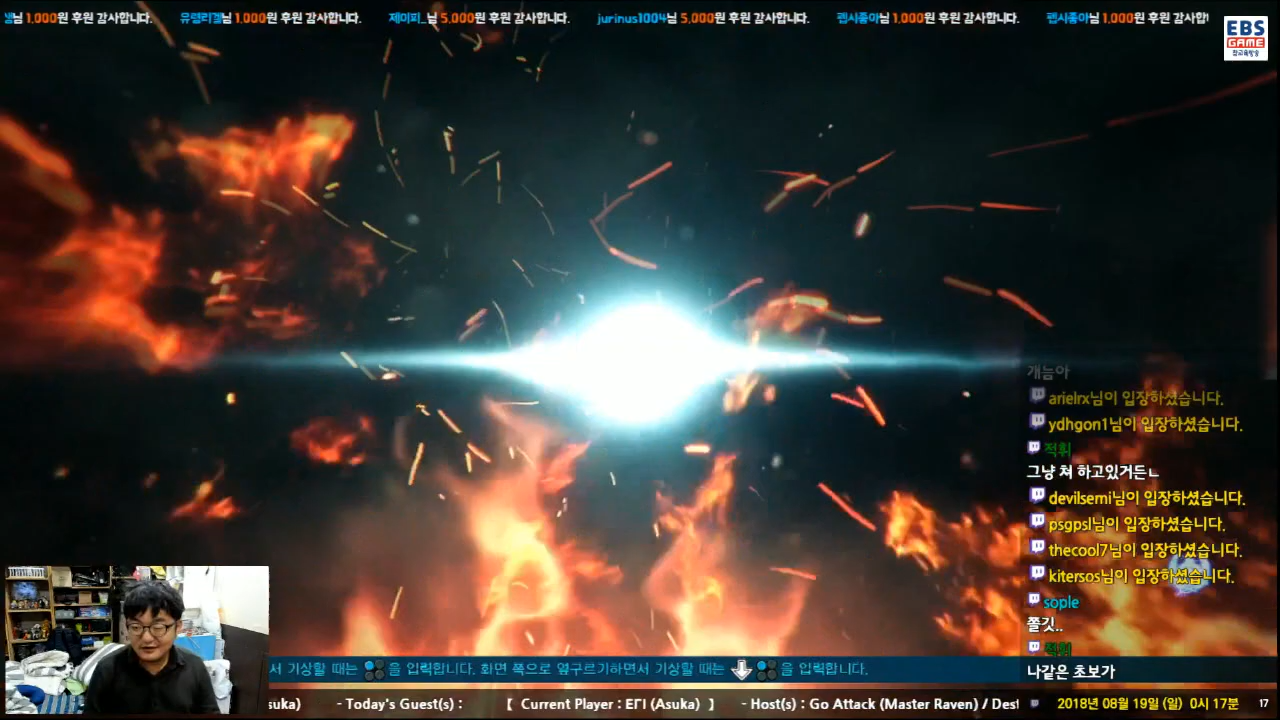 님 1,000원 후원 감사합니다. 유령리겔님 1,000원 후원 감사합니다. 제이피_님 5,000원 후원 감사합니다. jurinus1004님 5,000원 후원 감사합니다. 펩시좋아님 1,000원 후원 감사합니다. 펩시좋아님 1,000원 후원 감사합
EBS
GAME
참교육방송
개늠아
arielrx님이 입장하셨습니다.
ydhgon1님이 입장하셨습니다.
적휘
그냥 쳐 하고있거든ㄴ
devilsemi님이 입장하셨습니다.
psgpsl님이 입장하셨습니다.
thecool7님이 입장하셨습니다.
kitersos님이 입장하셨습니다.
sople
쫄깃..
적휘
나같은 초보가
서 기상할 때는 을 입력합니다. 화면 쪽으로 옆구르기하면서 기상할 때는 을 입력합니다.
suka) - Today's Guest(s) : 【 Current Player : ETI (Asuka) 】 - Host(s) : Go Attack (Master Raven) / Dest
2018년 08월 19일 (일) 0시 17분 17